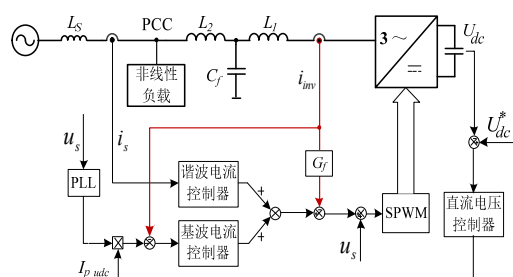 L_S
PCC
L_2
L_1
3～
U_dc
非线性
负载
C_f
i_inv
u_s
i_s
U_dc^*
PLL
谐波电流
控制器
G_f
基波电流
控制器
+
+
SPWM
直流电压
控制器
u_s
I_p_udc